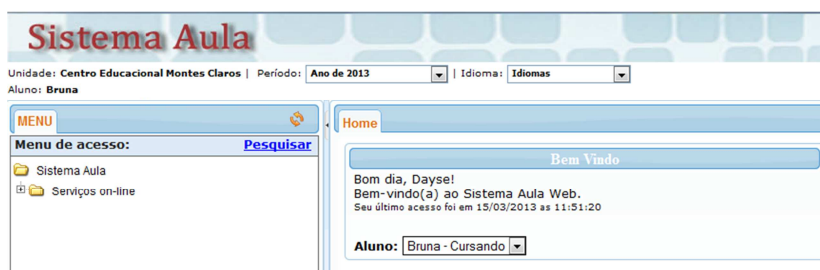 Sistema Aula
Unidade: Centro Educacional Montes Claros | Período: Ano de 2013 | Idioma: Idiomas
Aluno: Bruna
MENU
Menu de acesso: Pesquisar
Sistema Aula
Serviços on-line
Home
Bem Vindo
Bom dia, Dayse!
Bem-vindo(a) ao Sistema Aula Web.
Seu último acesso foi em 15/03/2013 as 11:51:20
Aluno: Bruna - Cursando